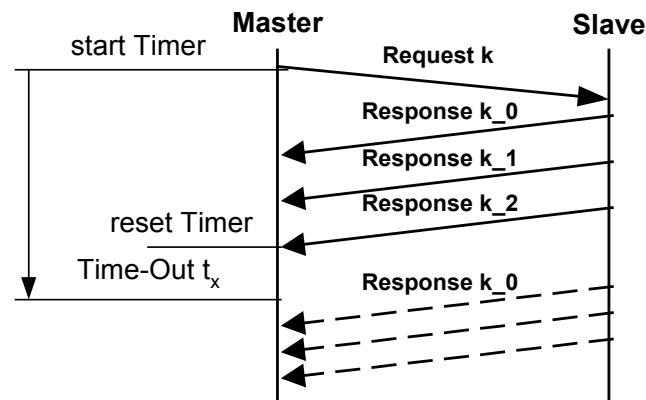 Master
Slave
start Timer
Request k
Response k_0
Response k_1
Response k_2
reset Timer
Time-Out tx
Response k_0